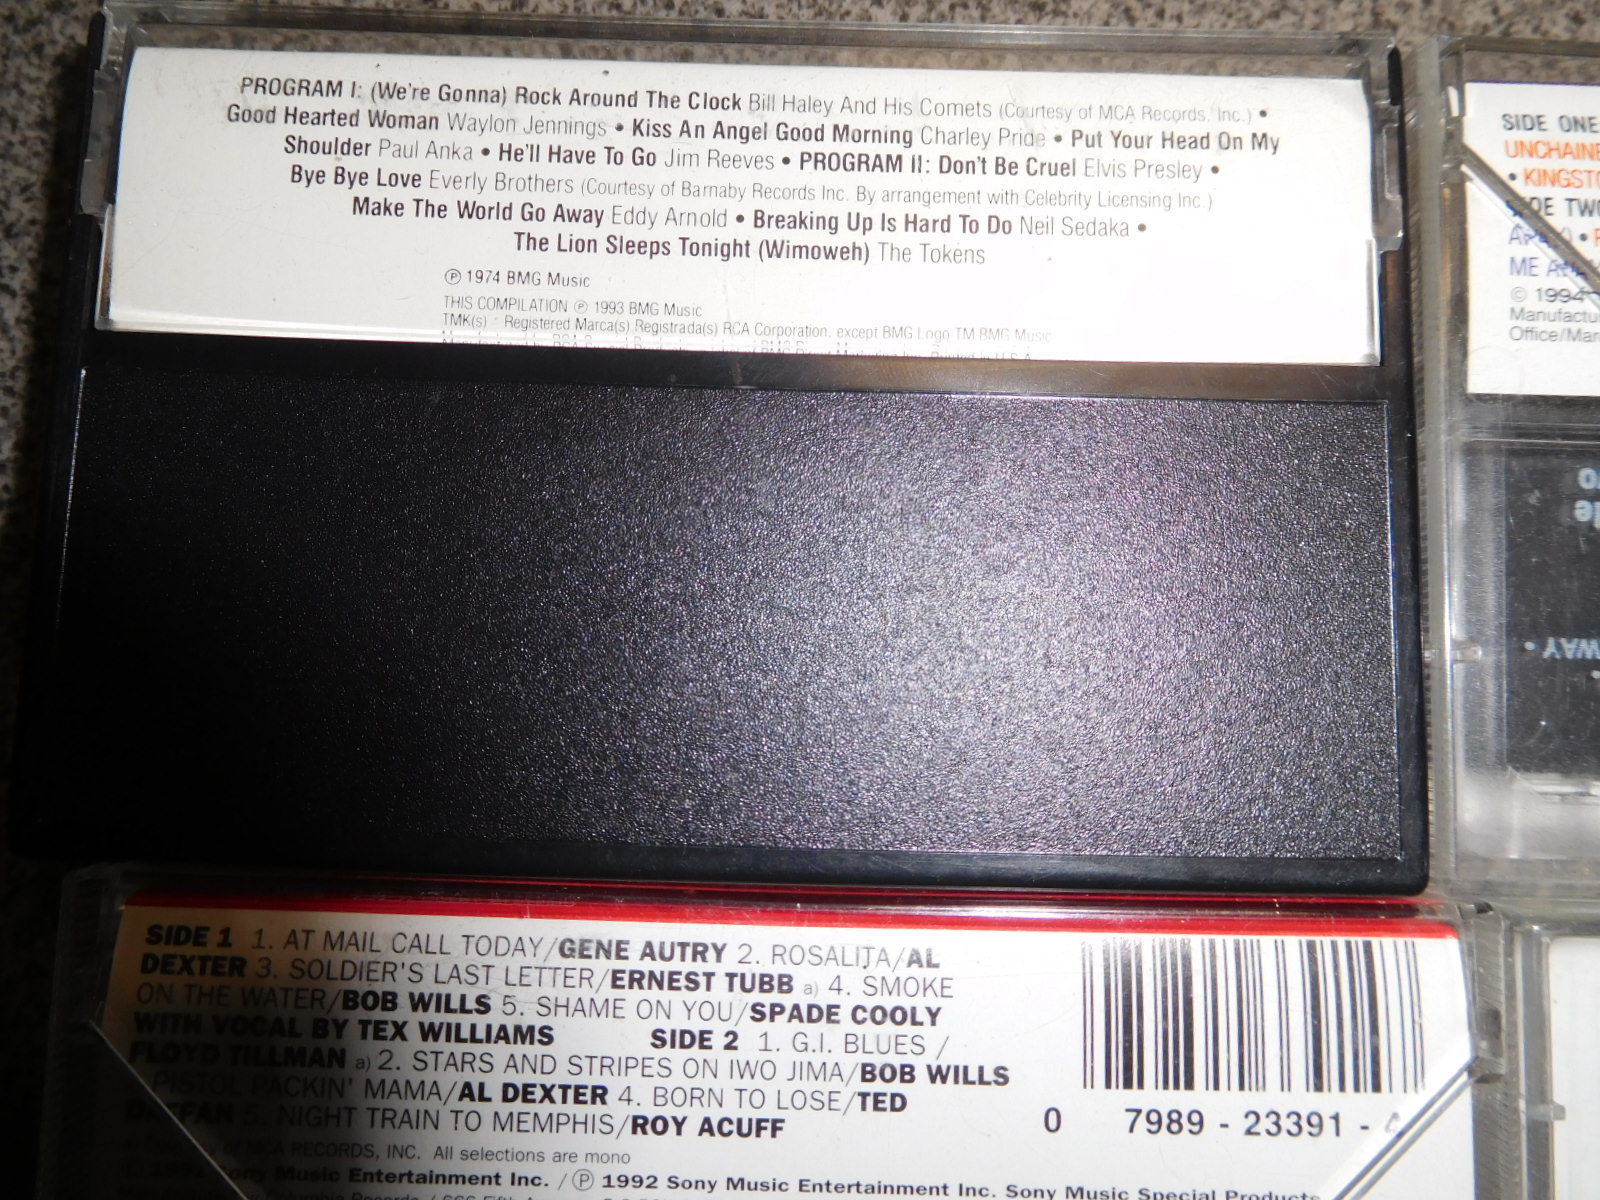 PROGRAM I: (We're Gonna) Rock Around The Clock Bill Haley And His Comets (Courtesy of MCA Records, Inc.) •
Good Hearted Woman Waylon Jennings • Kiss An Angel Good Morning Charley Pride • Put Your Head On My
Shoulder Paul Anka • He'll Have To Go Jim Reeves • PROGRAM II: Don't Be Cruel Elvis Presley •
Bye Bye Love Everly Brothers (Courtesy of Barnaby Records Inc. By arrangement with Celebrity Licensing Inc.)
Make The World Go Away Eddy Arnold • Breaking Up Is Hard To Do Neil Sedaka •
The Lion Sleeps Tonight (Wimoweh) The Tokens
℗ 1974 BMG Music
THIS COMPILATION ℗ 1993 BMG Music
TMK(s) Registered Marca(s) Registrada(s) RCA Corporation, except BMG Logo TM BMG Music
SIDE ONE:
UNCHAINE
• KINGSTO
SIDE TWO
ME
© 1994
Manufactu
Office/Mar
WAY •
SIDE 1 1. AT MAIL CALL TODAY/GENE AUTRY 2. ROSALITA/AL
DEXTER 3. SOLDIER'S LAST LETTER/ERNEST TUBB a) 4. SMOKE
ON THE WATER/BOB WILLS 5. SHAME ON YOU/SPADE COOLY
WITH VOCAL BY TEX WILLIAMS SIDE 2 1. G.I. BLUES /
FLOYD TILLMAN a) 2. STARS AND STRIPES ON IWO JIMA/BOB WILLS
PISTOL PACKIN' MAMA/AL DEXTER 4. BORN TO LOSE/TED
DAFFAN 5. NIGHT TRAIN TO MEMPHIS/ROY ACUFF
of MCA RECORDS, INC. All selections are mono
1992 Sony Music Entertainment Inc. / ℗ 1992 Sony Music Entertainment Inc. Sony Music Special Products
0 7989 - 23391 -